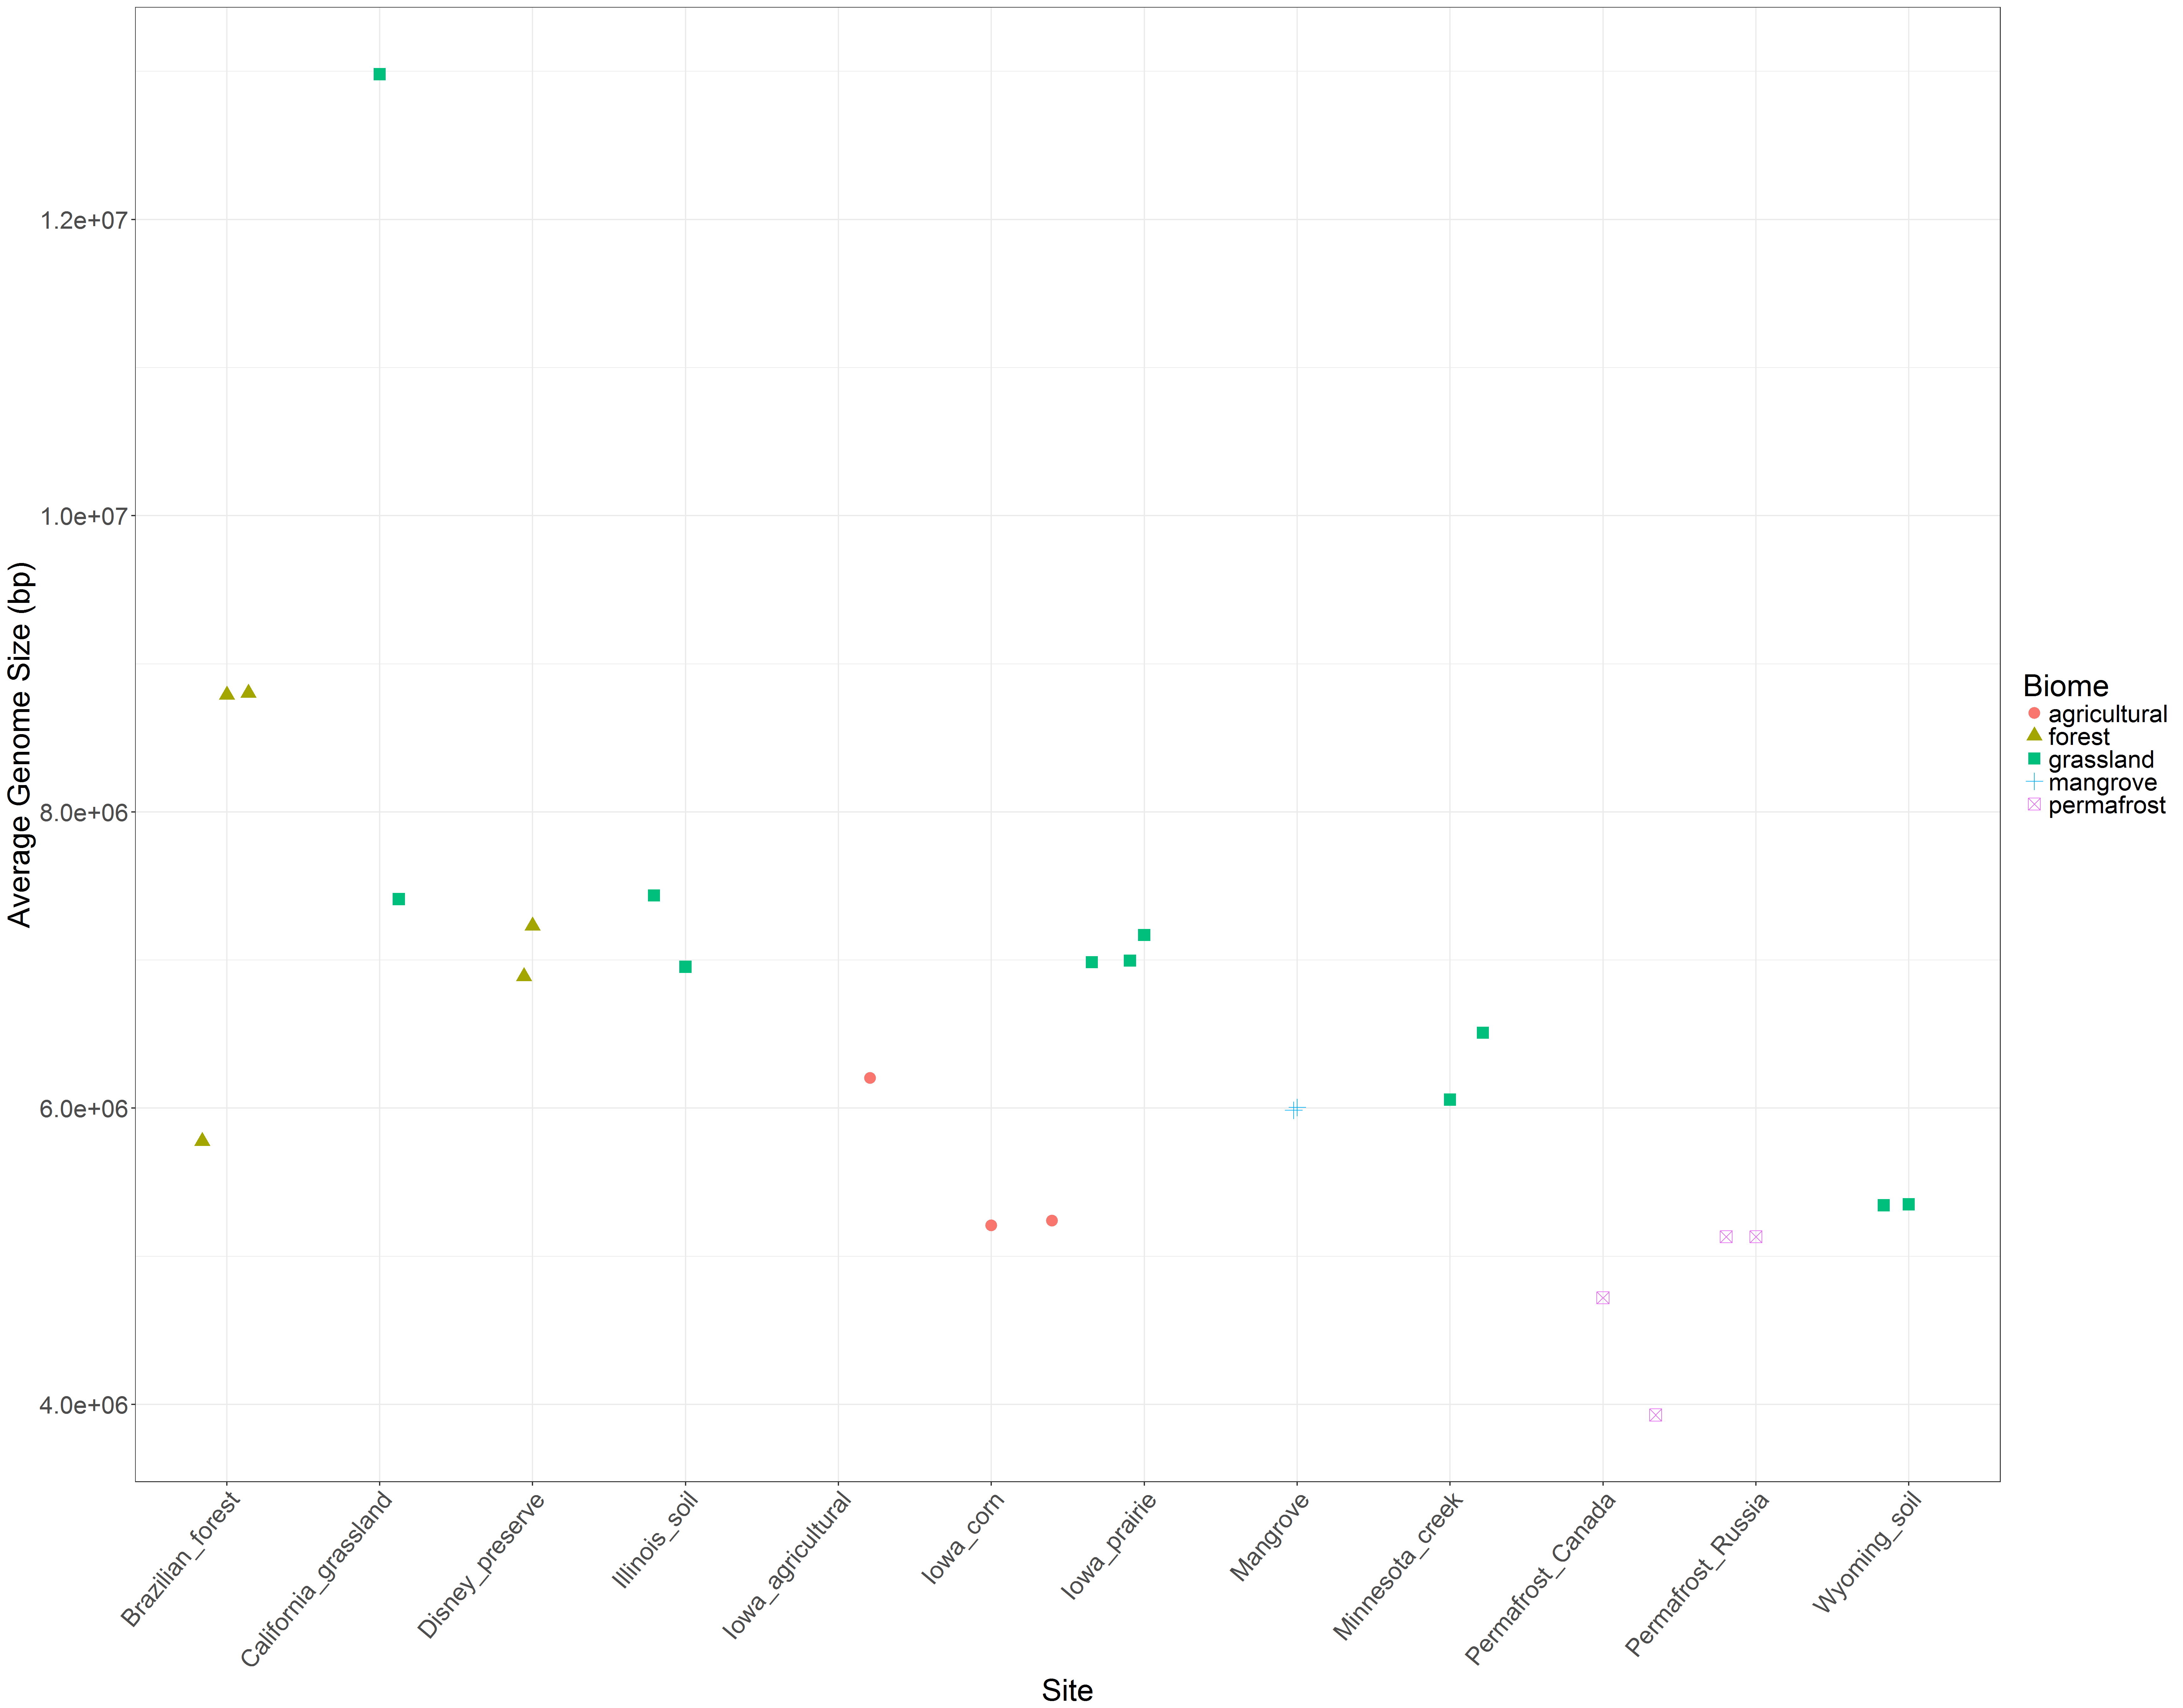 Average Genome Size (bp)
1.2e+07
1.0e+07
8.0e+06
6.0e+06
4.0e+06
Brazilian_forest
California_grassland
Disney_preserve
Illinois_soil
Iowa_agricultural
Iowa_corn
Iowa_prairie
Mangrove
Minnesota_creek
Permafrost_Canada
Permafrost_Russia
Wyoming_soil
Site
Biome
agricultural
forest
grassland
mangrove
permafrost